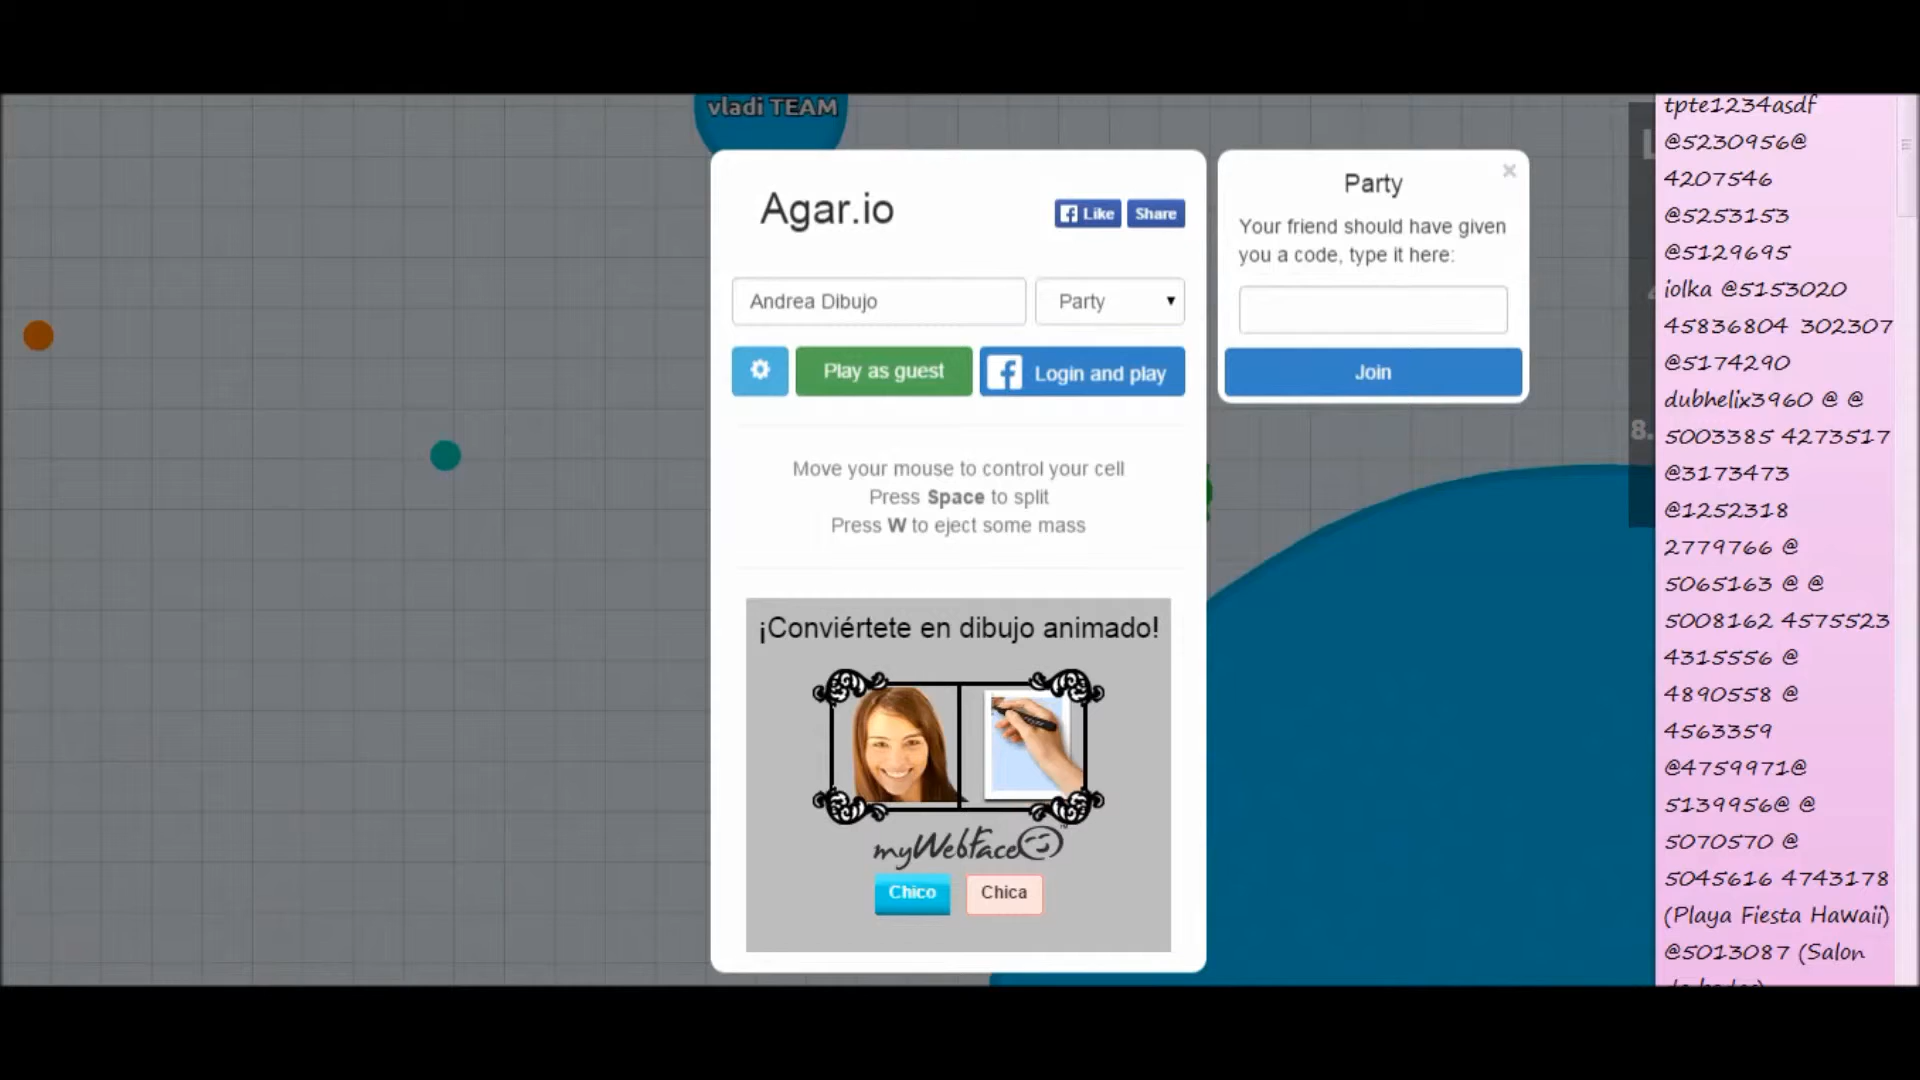 vladi TEAM
Agar.io
Like
Share
Andrea Dibujo
Party
Play as guest
Login and play
Move your mouse to control your cell
Press Space to split
Press W to eject some mass
¡Conviértete en dibujo animado!
myWebFace
Chico
Chica
Party
×
Your friend should have given
you a code, type it here:
Join
8.
tpte1234asdf
@5230956@
4207546
@5253153
@5129695
iolka @5153020
45836804 302307
@5174290
dubhelix3960 @ @
5003385 4273517
@3173473
@1252318
2779766 @
5065163 @ @
5008162 4575523
4315556 @
4890558 @
4563359
@4759971@
5139956@ @
5070570 @
5045616 4743178
(Playa Fiesta Hawaii)
@5013087 (Salon